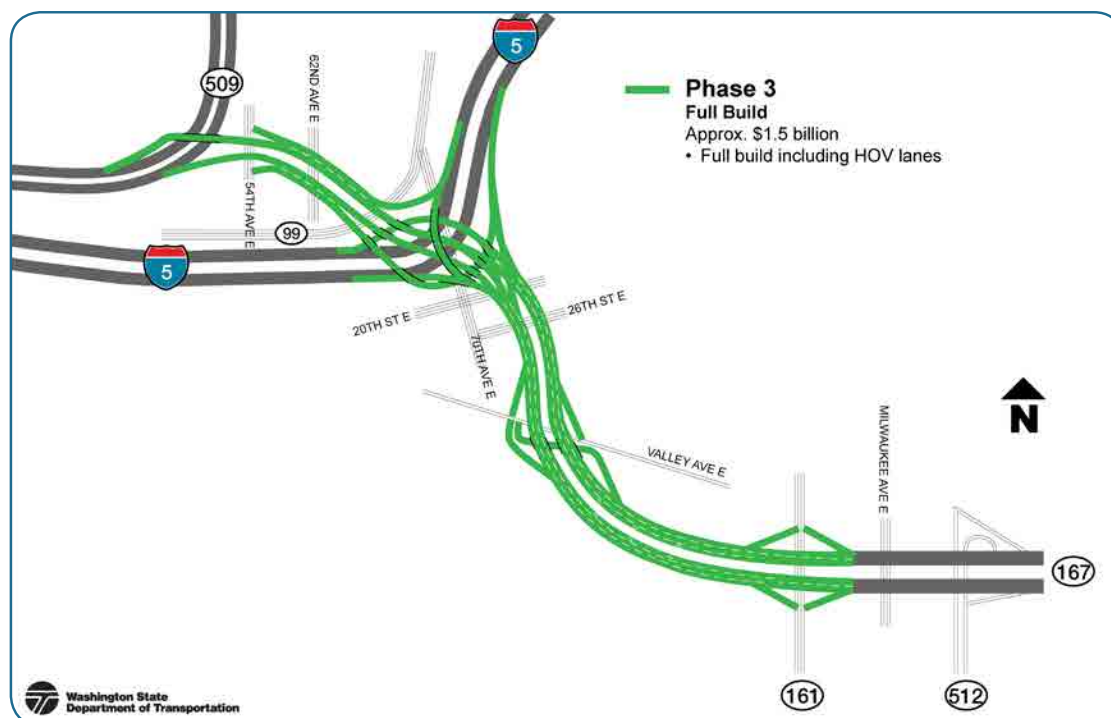 5
509
62ND AVE E
Phase 3
Full Build
Approx. $1.5 billion
• Full build including HOV lanes
54TH AVE E
99
5
20TH ST E
26TH ST E
70TH AVE E
N
VALLEY AVE E
MILWAUKEE AVE E
167
161
512
Washington State
Department of Transportation